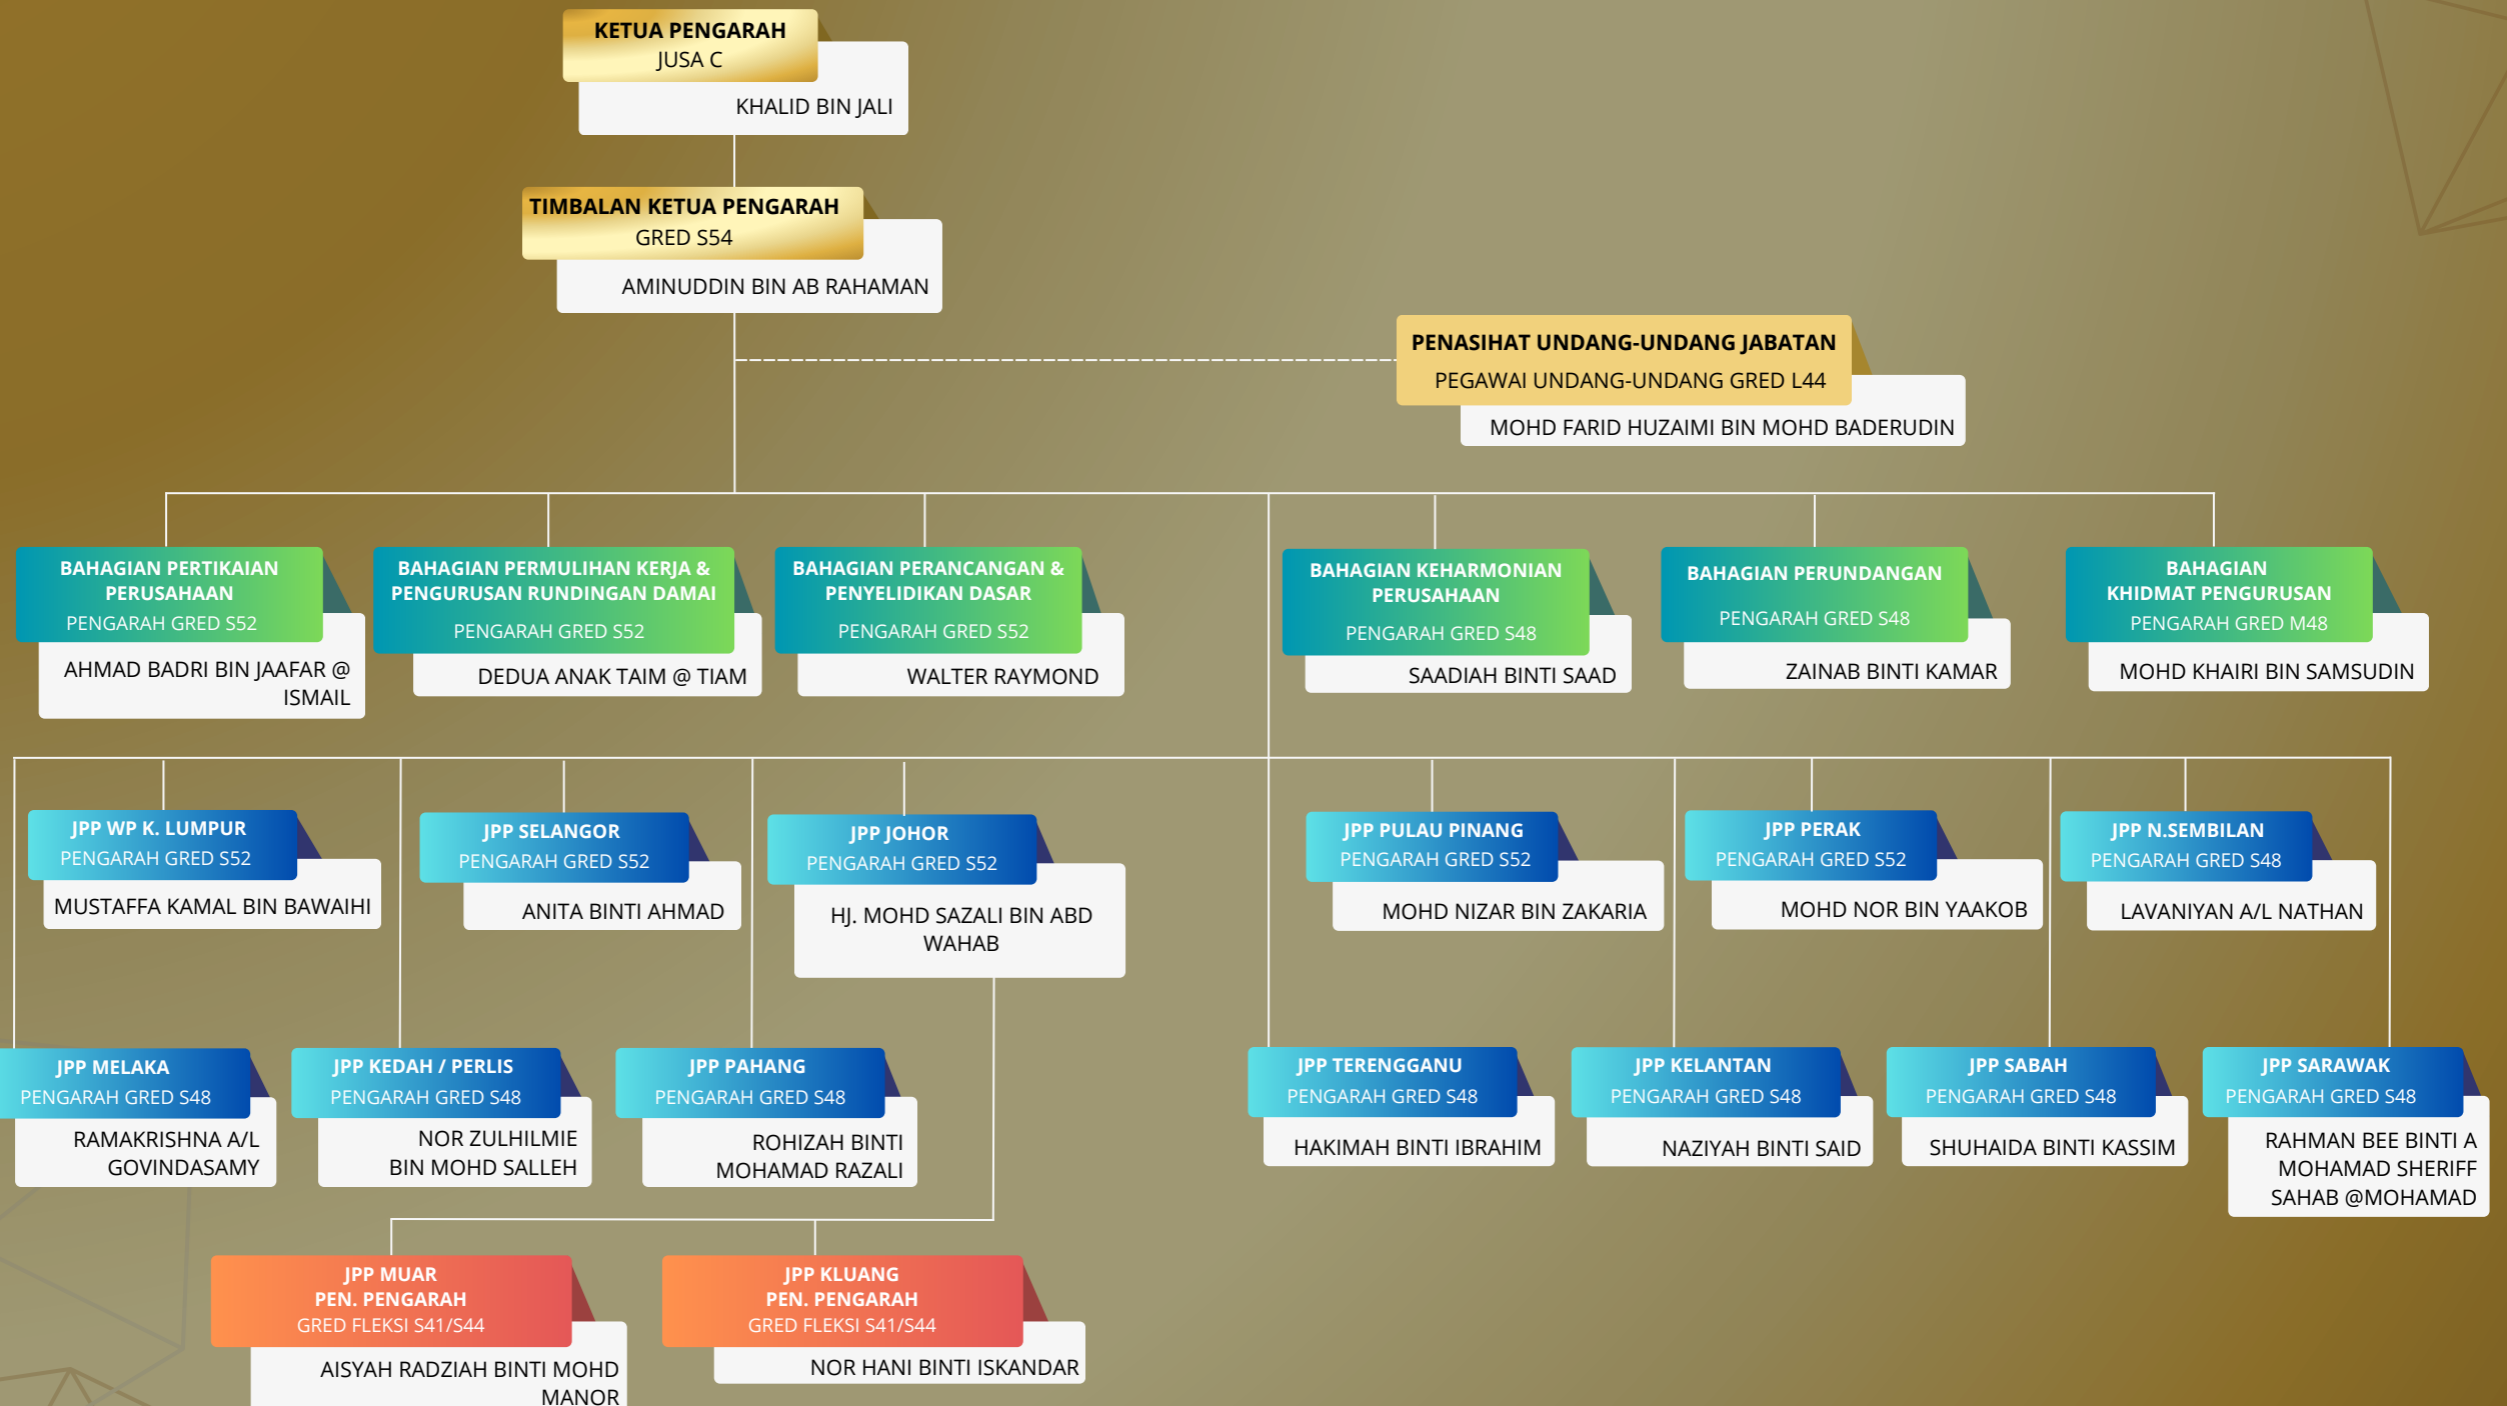 KETUA PENGARAH
JUSA C
KHALID BIN JALI
TIMBALAN KETUA PENGARAH
GRED S54
AMINUDDIN BIN AB RAHAMAN
PENASIHAT UNDANG-UNDANG JABATAN
PEGAWAI UNDANG-UNDANG GRED L44
MOHD FARID HUZAIMI BIN MOHD BADERUDIN
BAHAGIAN PERTIKAIAN
PERUSAHAAN
PENGARAH GRED S52
AHMAD BADRI BIN JAAFAR @
ISMAIL
BAHAGIAN PERMULIHAN KERJA &
PENGURUSAN RUNDINGAN DAMAI
PENGARAH GRED S52
DEDUA ANAK TAIM @ TIAM
BAHAGIAN PERANCANGAN &
PENYELIDIKAN DASAR
PENGARAH GRED S52
WALTER RAYMOND
BAHAGIAN KEHARMONIAN
PERUSAHAAN
PENGARAH GRED S48
SAADIAH BINTI SAAD
BAHAGIAN PERUNDANGAN
PENGARAH GRED S48
ZAINAB BINTI KAMAR
BAHAGIAN
KHIDMAT PENGURUSAN
PENGARAH GRED M48
MOHD KHAIRI BIN SAMSUDIN
JPP WP K. LUMPUR
PENGARAH GRED S52
MUSTAFFA KAMAL BIN BAWAIHI
JPP SELANGOR
PENGARAH GRED S52
ANITA BINTI AHMAD
JPP JOHOR
PENGARAH GRED S52
HJ. MOHD SAZALI BIN ABD
WAHAB
JPP PULAU PINANG
PENGARAH GRED S52
MOHD NIZAR BIN ZAKARIA
JPP PERAK
PENGARAH GRED S52
MOHD NOR BIN YAAKOB
JPP N.SEMBILAN
PENGARAH GRED S48
LAVANIYAN A/L NATHAN
JPP MELAKA
PENGARAH GRED S48
RAMAKRISHNA A/L
GOVINDASAMY
JPP KEDAH / PERLIS
PENGARAH GRED S48
NOR ZULHILMIE
BIN MOHD SALLEH
JPP PAHANG
PENGARAH GRED S48
ROHIZAH BINTI
MOHAMAD RAZALI
JPP TERENGGANU
PENGARAH GRED S48
HAKIMAH BINTI IBRAHIM
JPP KELANTAN
PENGARAH GRED S48
NAZIYAH BINTI SAID
JPP SABAH
PENGARAH GRED S48
SHUHAIDA BINTI KASSIM
JPP SARAWAK
PENGARAH GRED S48
RAHMAN BEE BINTI A
MOHAMAD SHERIFF
SAHAB @MOHAMAD
JPP MUAR
PEN. PENGARAH
GRED FLEKSI S41/S44
AISYAH RADZIAH BINTI MOHD
MANOR
JPP KLUANG
PEN. PENGARAH
GRED FLEKSI S41/S44
NOR HANI BINTI ISKANDAR